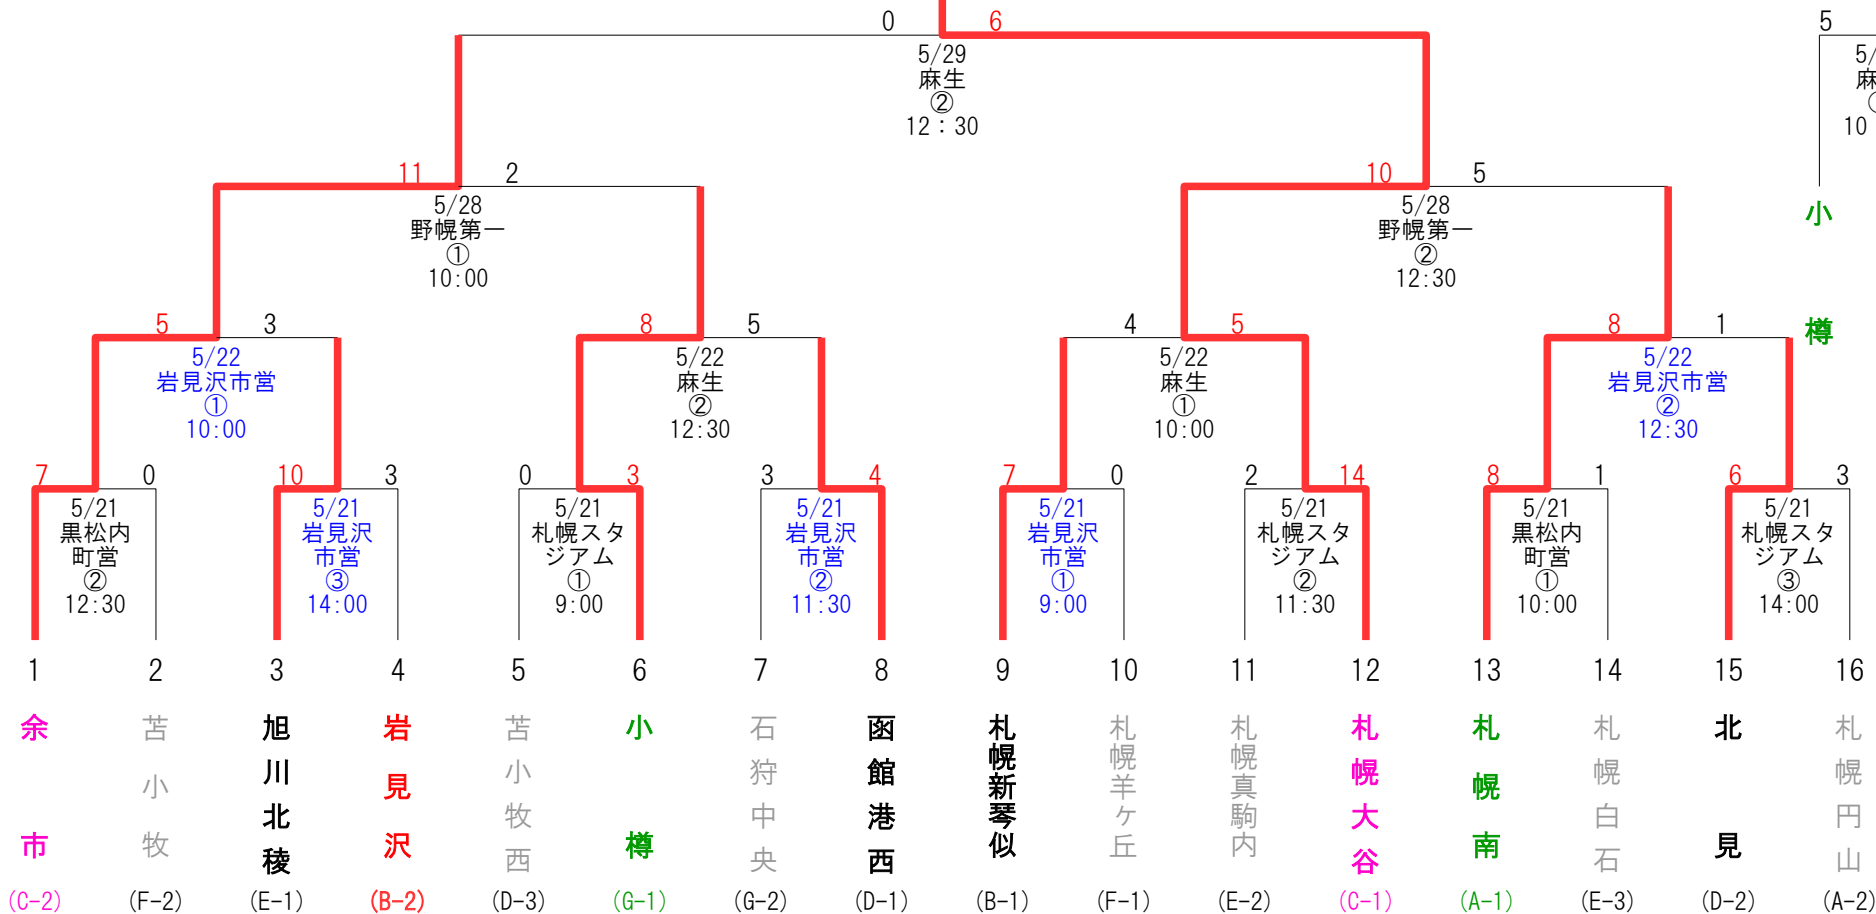 0 6 5
5/29
麻生
②
12：30
11 2 10 5
5/28
野幌第一
①
10:00
5/28
野幌第一
②
12:30
小樽
5 3 8 5 4 5 8 1
5/22
岩見沢市営
①
10:00
5/22
麻生
②
12:30
5/22
麻生
①
10:00
5/22
岩見沢市営
②
12:30
7 0 10 3 0 3 3 4 7 0 2 14 8 1 6 3
5/21
黒松内
町営
②
12:30
5/21
岩見沢
市営
③
14:00
5/21
札幌スタ
ジアム
①
9:00
5/21
岩見沢
市営
②
11:30
5/21
岩見沢
市営
①
9:00
5/21
札幌スタ
ジアム
②
11:30
5/21
黒松内
町営
①
10:00
5/21
札幌スタ
ジアム
③
14:00
1 2 3 4 5 6 7 8 9 10 11 12 13 14 15 16
余市
苫小牧
旭川北稜
岩見沢
苫小牧西
小樽
石狩中央
函館港西
札幌新琴似
札幌羊ヶ丘
札幌真駒内
札幌大谷
札幌南
札幌白石
北見
札幌円山
(C-2) (F-2) (E-1) (B-2) (D-3) (G-1) (G-2) (D-1) (B-1) (F-1) (E-2) (C-1) (A-1) (E-3) (D-2) (A-2)